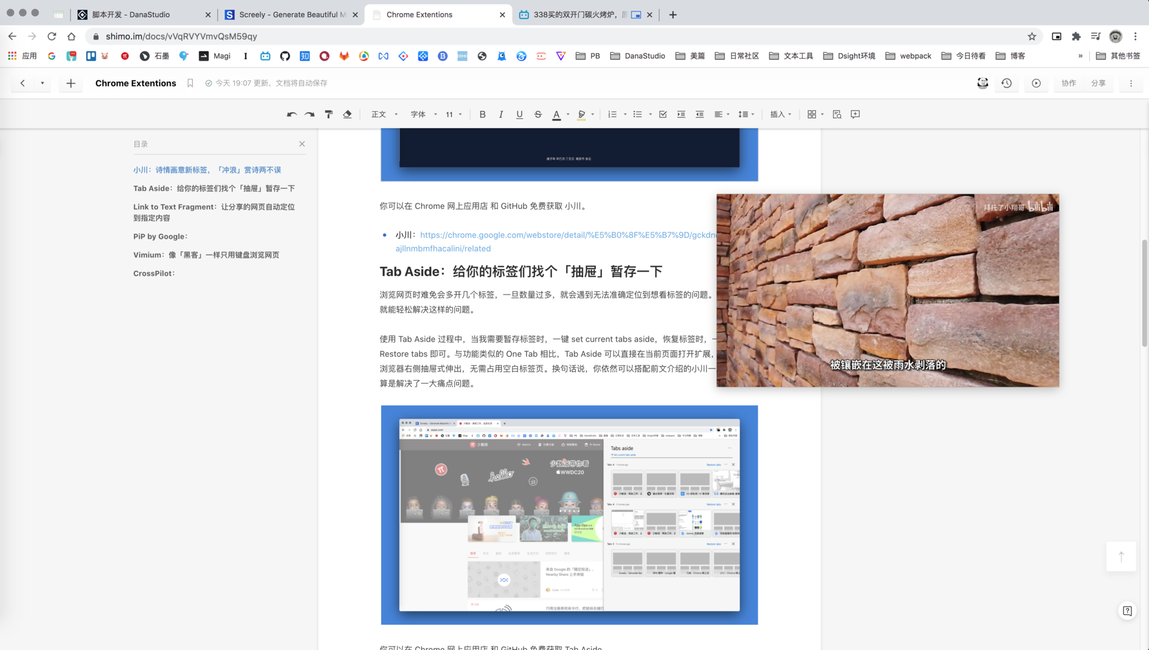 脚本开发 - DanaStudio
Screely - Generate Beautiful M
Chrome Extentions
338买的双开门碳火烤炉，
shimo.im/docs/vVqRVYVmvQsM59qy
应用
石墨
Magi
PB
DanaStudio
美篇
日常社区
文本工具
Dsight环境
webpack
今日待看
博客
»
其他书签
Chrome Extentions
今天 19:07 更新，文档将自动保存
协作
分享
正文
字体
11
B
I
U
S
A
插入
目录
小川：诗情画意新标签，「冲浪」赏诗两不误
Tab Aside：给你的标签们找个「抽屉」暂存一下
Link to Text Fragment：让分享的网页自动定位
到指定内容
PiP by Google：
Vimium：像「黑客」一样只用键盘浏览网页
CrossPilot：
你可以在 Chrome 网上应用店 和 GitHub 免费获取 小川。
小川：https://chrome.google.com/webstore/detail/%E5%B0%8F%E5%B7%9D/gckdn
ajllnmbmfhacalini/related
Tab Aside：给你的标签们找个「抽屉」暂存一下
浏览网页时难免会多开几个标签，一旦数量过多，就会遇到无法准确定位到想看标签的问题。
就能轻松解决这样的问题。
使用 Tab Aside 过程中，当我需要暂存标签时，一键 set current tabs aside，恢复标签时，一
Restore tabs 即可。与功能类似的 One Tab 相比，Tab Aside 可以直接在当前页面打开扩展，
浏览器右侧抽屉式伸出，无需占用空白标签页。换句话说，你依然可以搭配前文介绍的小川一
算是解决了一大痛点问题。
拜托了小翔哥
bilibili
被镶嵌在这被雨水剥落的
Tabs aside
少数派带你看
WWDC20
hello
你可以在 Chrome 网上应用店 和 GitHub 免费获取 Tab Aside。